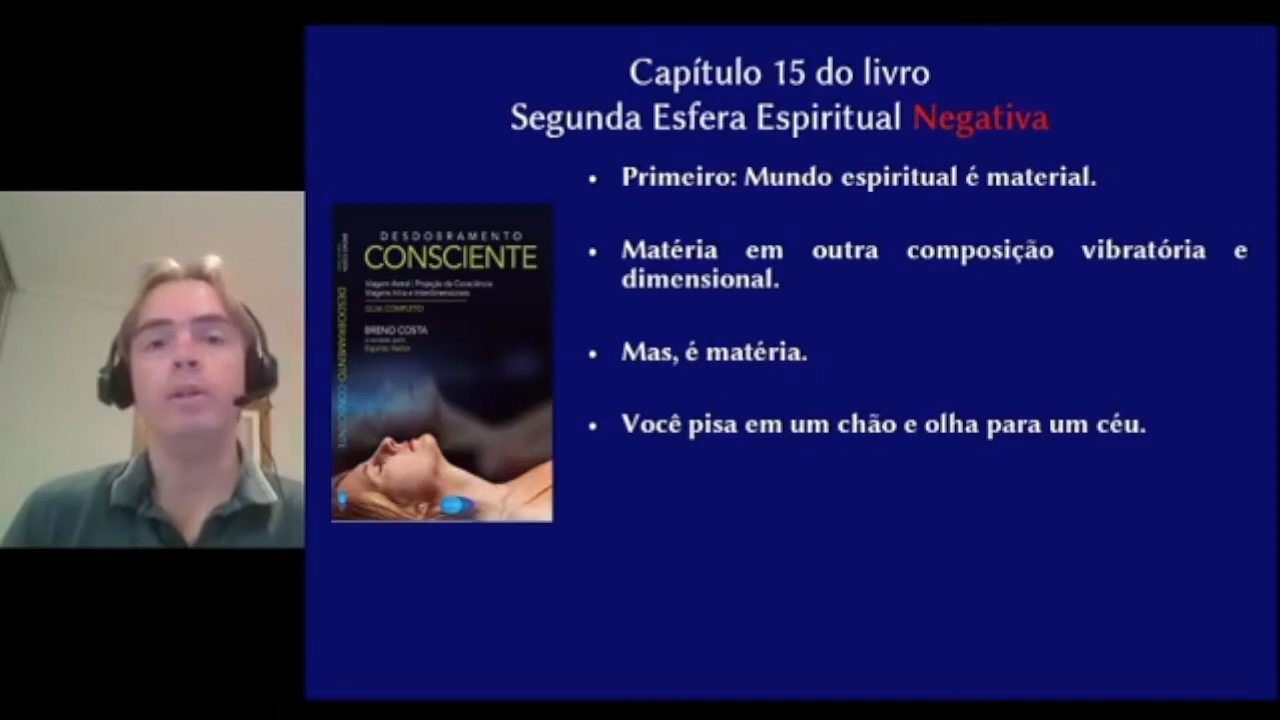 Capítulo 15 do livro
Segunda Esfera Espiritual Negativa
• Primeiro: Mundo espiritual é material.
• Matéria em outra composição vibratória e
dimensional.
• Mas, é matéria.
• Você pisa em um chão e olha para um céu.
DESDOBRAMENTO
CONSCIENTE
Viagem Astral | Projeção da Consciência
GUIA COMPLETO
BRENO COSTA
DESDOBRAMENTO CONSCIENTE